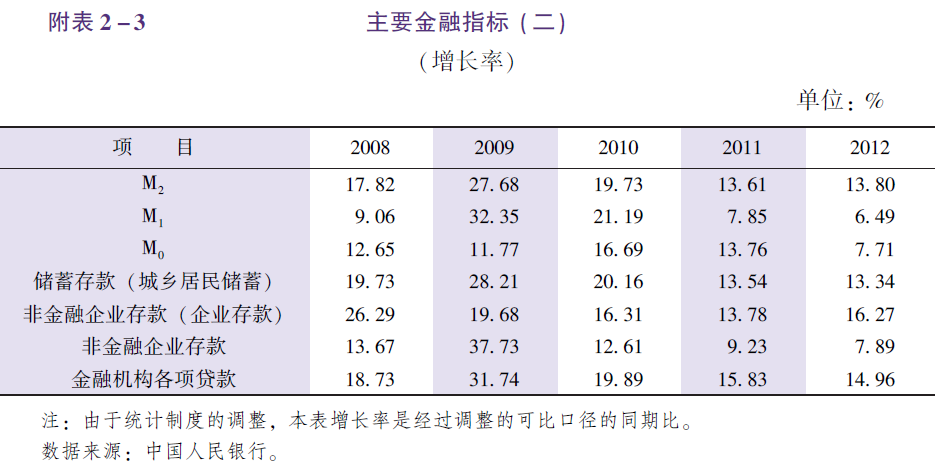 附表 2-3 主要金融指标(二)
(增长率)
单位:%
项 目 2008 2009 2010 2011 2012
M2 17.82 27.68 19.73 13.61 13.80
M1 9.06 32.35 21.19 7.85 6.49
M0 12.65 11.77 16.69 13.76 7.71
储蓄存款(城乡居民储蓄) 19.73 28.21 20.16 13.54 13.34
非金融企业存款(企业存款) 26.29 19.68 16.31 13.78 16.27
非金融企业存款 13.67 37.73 12.61 9.23 7.89
金融机构各项贷款 18.73 31.74 19.89 15.83 14.96
注:由于统计制度的调整,本表增长率是经过调整的可比口径的同期比。
数据来源:中国人民银行。